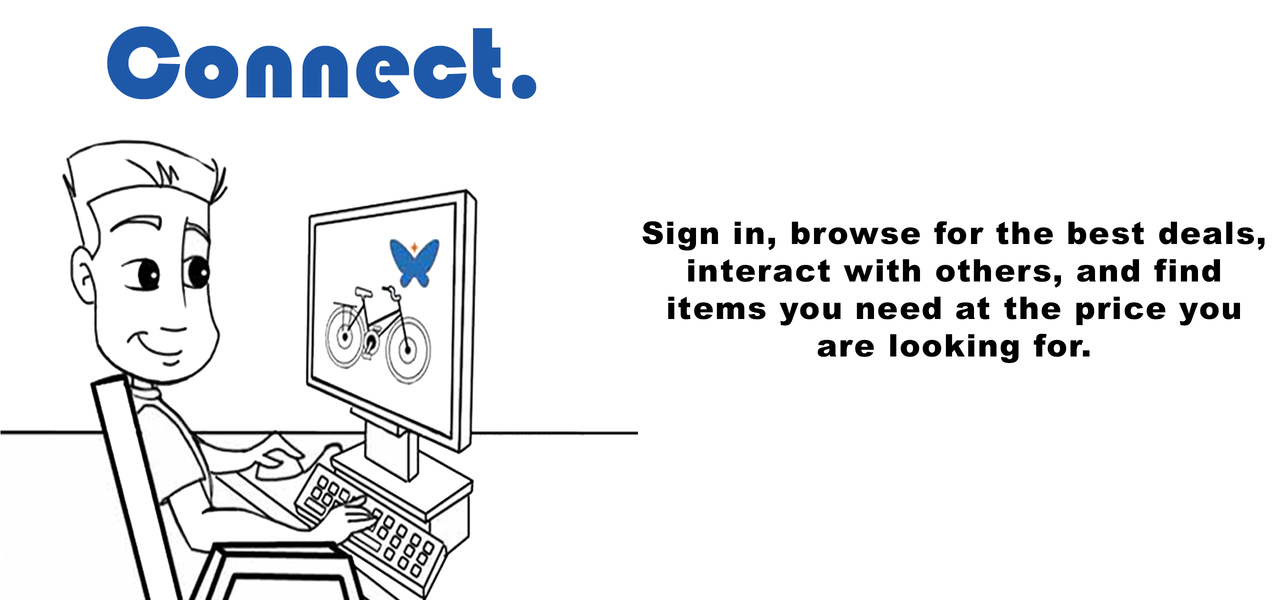 Connect.
Sign in, browse for the best deals,
interact with others, and find
items you need at the price you
are looking for.